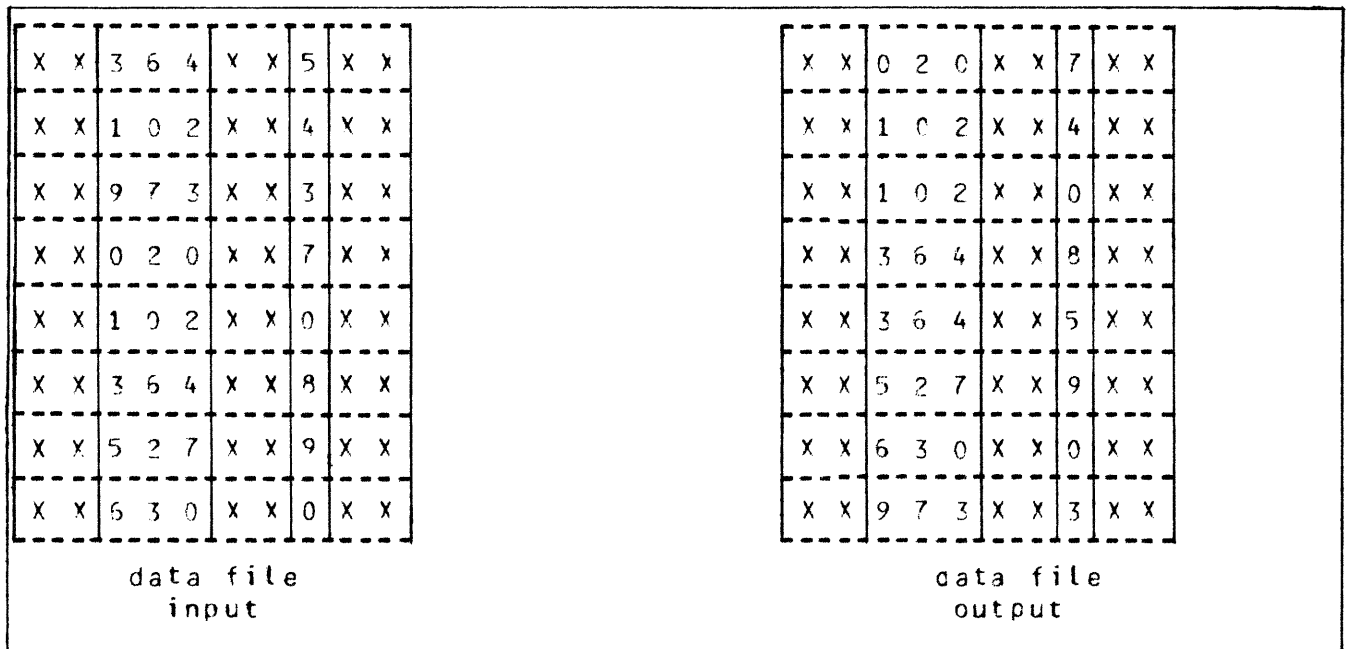 X X 3 6 4 X X 5 X X
X X 1 0 2 X X 4 X X
X X 9 7 3 X X 3 X X
X X 0 2 0 X X 7 X X
X X 1 0 2 X X 0 X X
X X 3 6 4 X X 8 X X
X X 5 2 7 X X 9 X X
X X 6 3 0 X X 0 X X
data file
input
X X 0 2 0 X X 7 X X
X X 1 0 2 X X 4 X X
X X 1 0 2 X X 0 X X
X X 3 6 4 X X 8 X X
X X 3 6 4 X X 5 X X
X X 5 2 7 X X 9 X X
X X 6 3 0 X X 0 X X
X X 9 7 3 X X 3 X X
data file
output